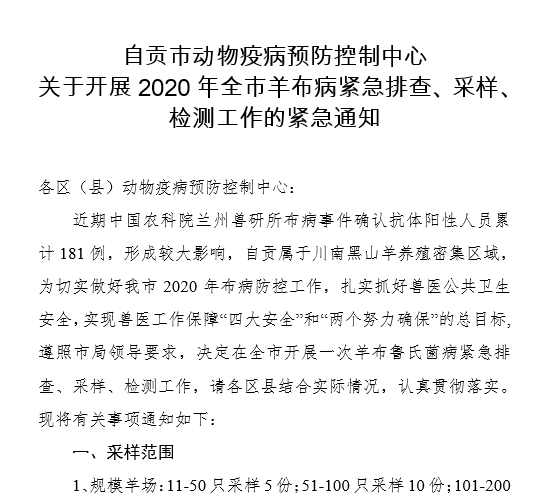 自贡市动物疫病预防控制中心
关于开展 2020 年全市羊布病紧急排查、采样、
检测工作的紧急通知
各区（县）动物疫病预防控制中心：
近期中国农科院兰州兽研所布病事件确认抗体阳性人员累
计 181 例，形成较大影响，自贡属于川南黑山羊养殖密集区域，
为切实做好我市 2020 年布病防控工作，扎实抓好兽医公共卫生
安全，实现兽医工作保障“四大安全”和“两个努力确保”的总目标，
遵照市局领导要求，决定在全市开展一次羊布鲁氏菌病紧急排
查、采样、检测工作，请各区县结合实际情况，认真贯彻落实。
现将有关事项通知如下：
一、采样范围
1、规模羊场：11-50 只采样 5 份；51-100 只采样 10 份；101-200